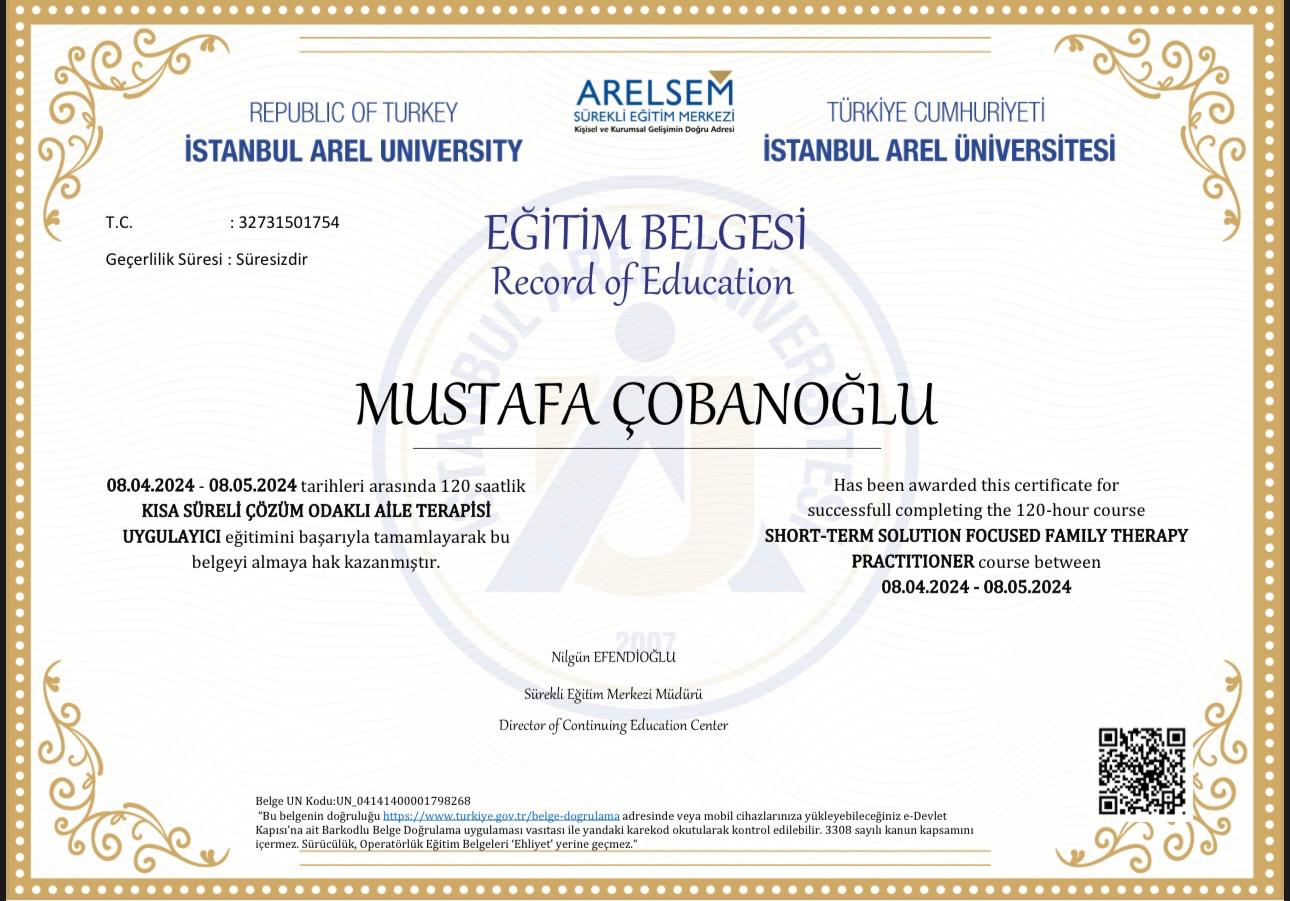 REPUBLIC OF TURKEY
İSTANBUL AREL UNIVERSITY
ARELSEM
SÜREKLİ EĞİTİM MERKEZİ
Kişisel ve Kurumsal Gelişimin Doğru Adresi
TÜRKİYE CUMHURİYETİ
İSTANBUL AREL ÜNİVERSİTESİ
T.C. : 32731501754
Geçerlilik Süresi : Süresizdir
EĞİTİM BELGESİ
Record of Education
İSTANBUL AREL ÜNİVERSİTESİ
MUSTAFA ÇOBANOĞLU
08.04.2024 - 08.05.2024 tarihleri arasında 120 saatlik
KISA SÜRELİ ÇÖZÜM ODAKLI AİLE TERAPİSİ
UYGULAYICI eğitimini başarıyla tamamlayarak bu
belgeyi almaya hak kazanmıştır.
Has been awarded this certificate for
successfull completing the 120-hour course
SHORT-TERM SOLUTION FOCUSED FAMILY THERAPY
PRACTITIONER course between
08.04.2024 - 08.05.2024
2007
Nilgün EFENDİOĞLU
Sürekli Eğitim Merkezi Müdürü
Director of Continuing Education Center
Belge UN Kodu:UN_04141400001798268
"Bu belgenin doğruluğu https://www.turkiye.gov.tr/belge-dogrulama adresinde veya mobil cihazlarınıza yükleyebileceğiniz e-Devlet
Kapısı'na ait Barkodlu Belge Doğrulama uygulaması vasıtası ile yandaki karekod okutularak kontrol edilebilir. 3308 sayılı kanun kapsamını
içermez. Sürücülük, Operatörlük Eğitim Belgeleri 'Ehliyet' yerine geçmez."